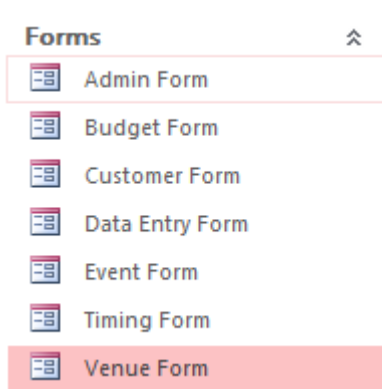 Forms
Admin Form
Budget Form
Customer Form
Data Entry Form
Event Form
Timing Form
Venue Form